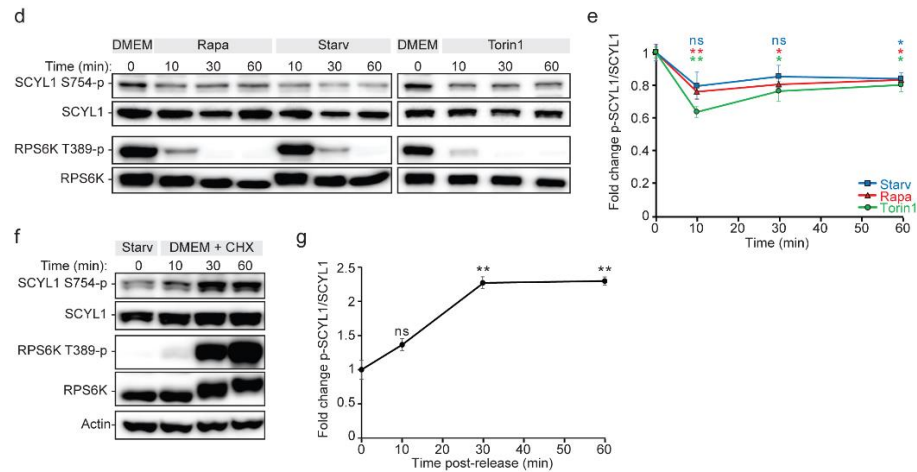 d
DMEM Rapa Starv DMEM Torin1
Time (min): 0 10 30 60 10 30 60 0 10 30 60
SCYL1 S754-p
SCYL1
RPS6K T389-p
RPS6K
e
ns ns *
** * *
** * *
Fold change p-SCYL1/SCYL1
1
0.8
0.6
0.4
0.2
0
0 10 20 30 40 50 60
Time (min)
Starv
Rapa
Torin1
f
Starv DMEM + CHX
Time (min): 0 10 30 60
SCYL1 S754-p
SCYL1
RPS6K T389-p
RPS6K
Actin
g
Fold change p-SCYL1/SCYL1
2.5
2
1.5
1
0
ns ** **
0 10 20 30 40 50 60
Time post-release (min)